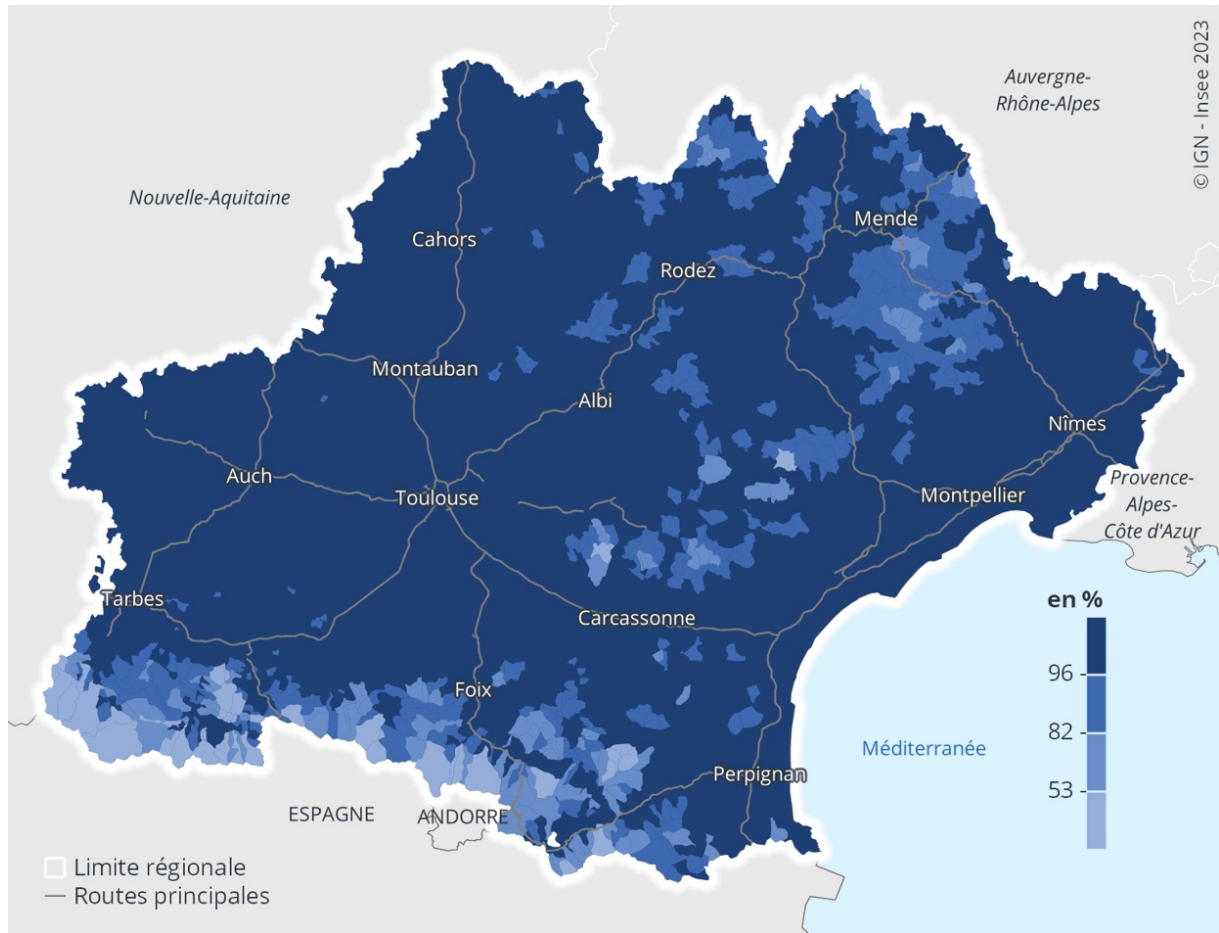 © IGN - Insee 2023
Auvergne-
Rhône-Alpes
Nouvelle-Aquitaine
Mende
Cahors
Rodez
Montauban
Albi
Nîmes
Auch
Toulouse
Montpellier
Provence-
Alpes-
Côte d'Azur
Tarbes
Carcassonne
en %
96
Foix
82
Méditerranée
Perpignan
53
ESPAGNE
ANDORRE
Limite régionale
Routes principales